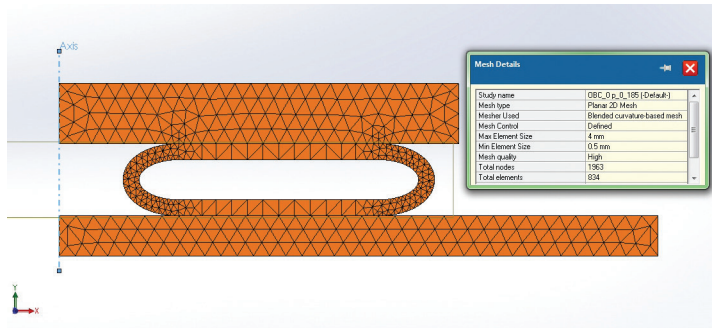 Axis
Mesh Details
Study name OBC_0 p_0_185 (-Default-)
Mesh type Planar 2D Mesh
Mesher Used Blended curvature-based mesh
Mesh Control Defined
Max Element Size 4 mm
Min Element Size 0.5 mm
Mesh quality High
Total nodes 1963
Total elements 834
Y
X